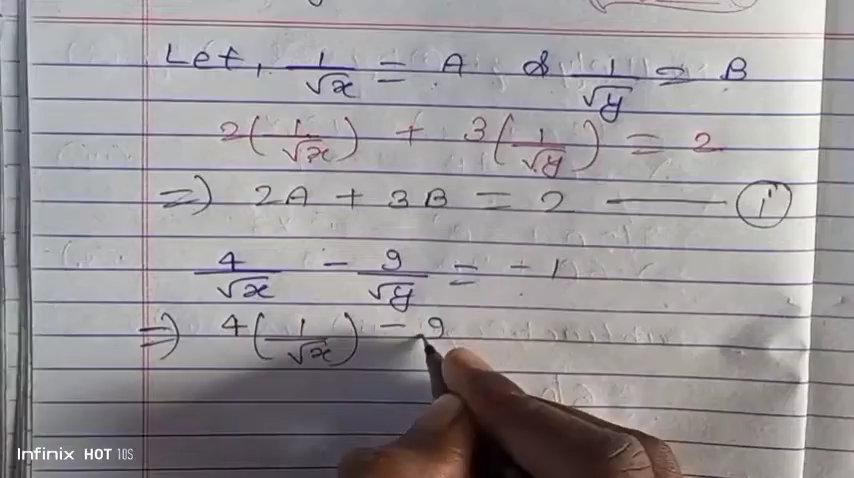 Let, 1/√x = A & 1/√y = B
2(1/√x) + 3(1/√y) = 2
=> 2A + 3B = 2 — (i)
4/√x - 9/√y = -1
=> 4(1/√x) - 9
Infinix HOT 10S